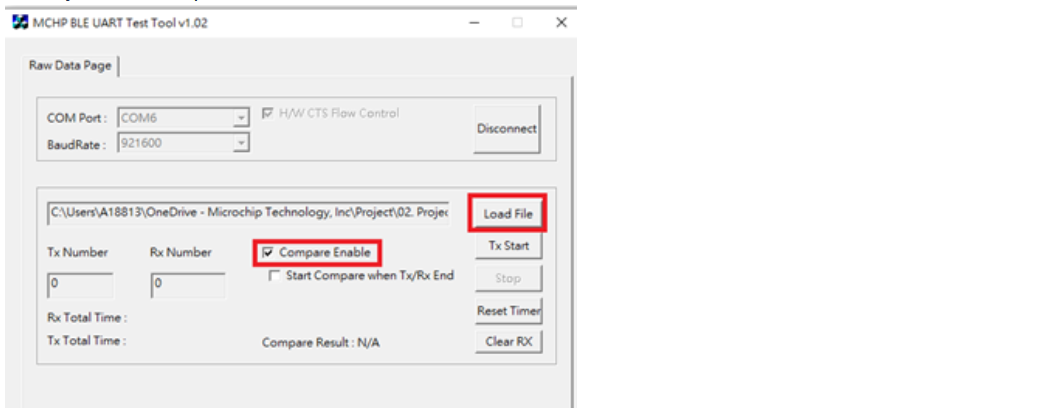 MCHP BLE UART Test Tool v1.02
Raw Data Page
COM Port : COM6
H/W CTS Flow Control
Disconnect
BaudRate : 921600
C:\Users\A18813\OneDrive - Microchip Technology, Inc\Project\02. Projec
Load File
Tx Number
Rx Number
Compare Enable
Tx Start
0
0
Start Compare when Tx/Rx End
Stop
Rx Total Time :
Reset Timer
Tx Total Time :
Compare Result : N/A
Clear RX